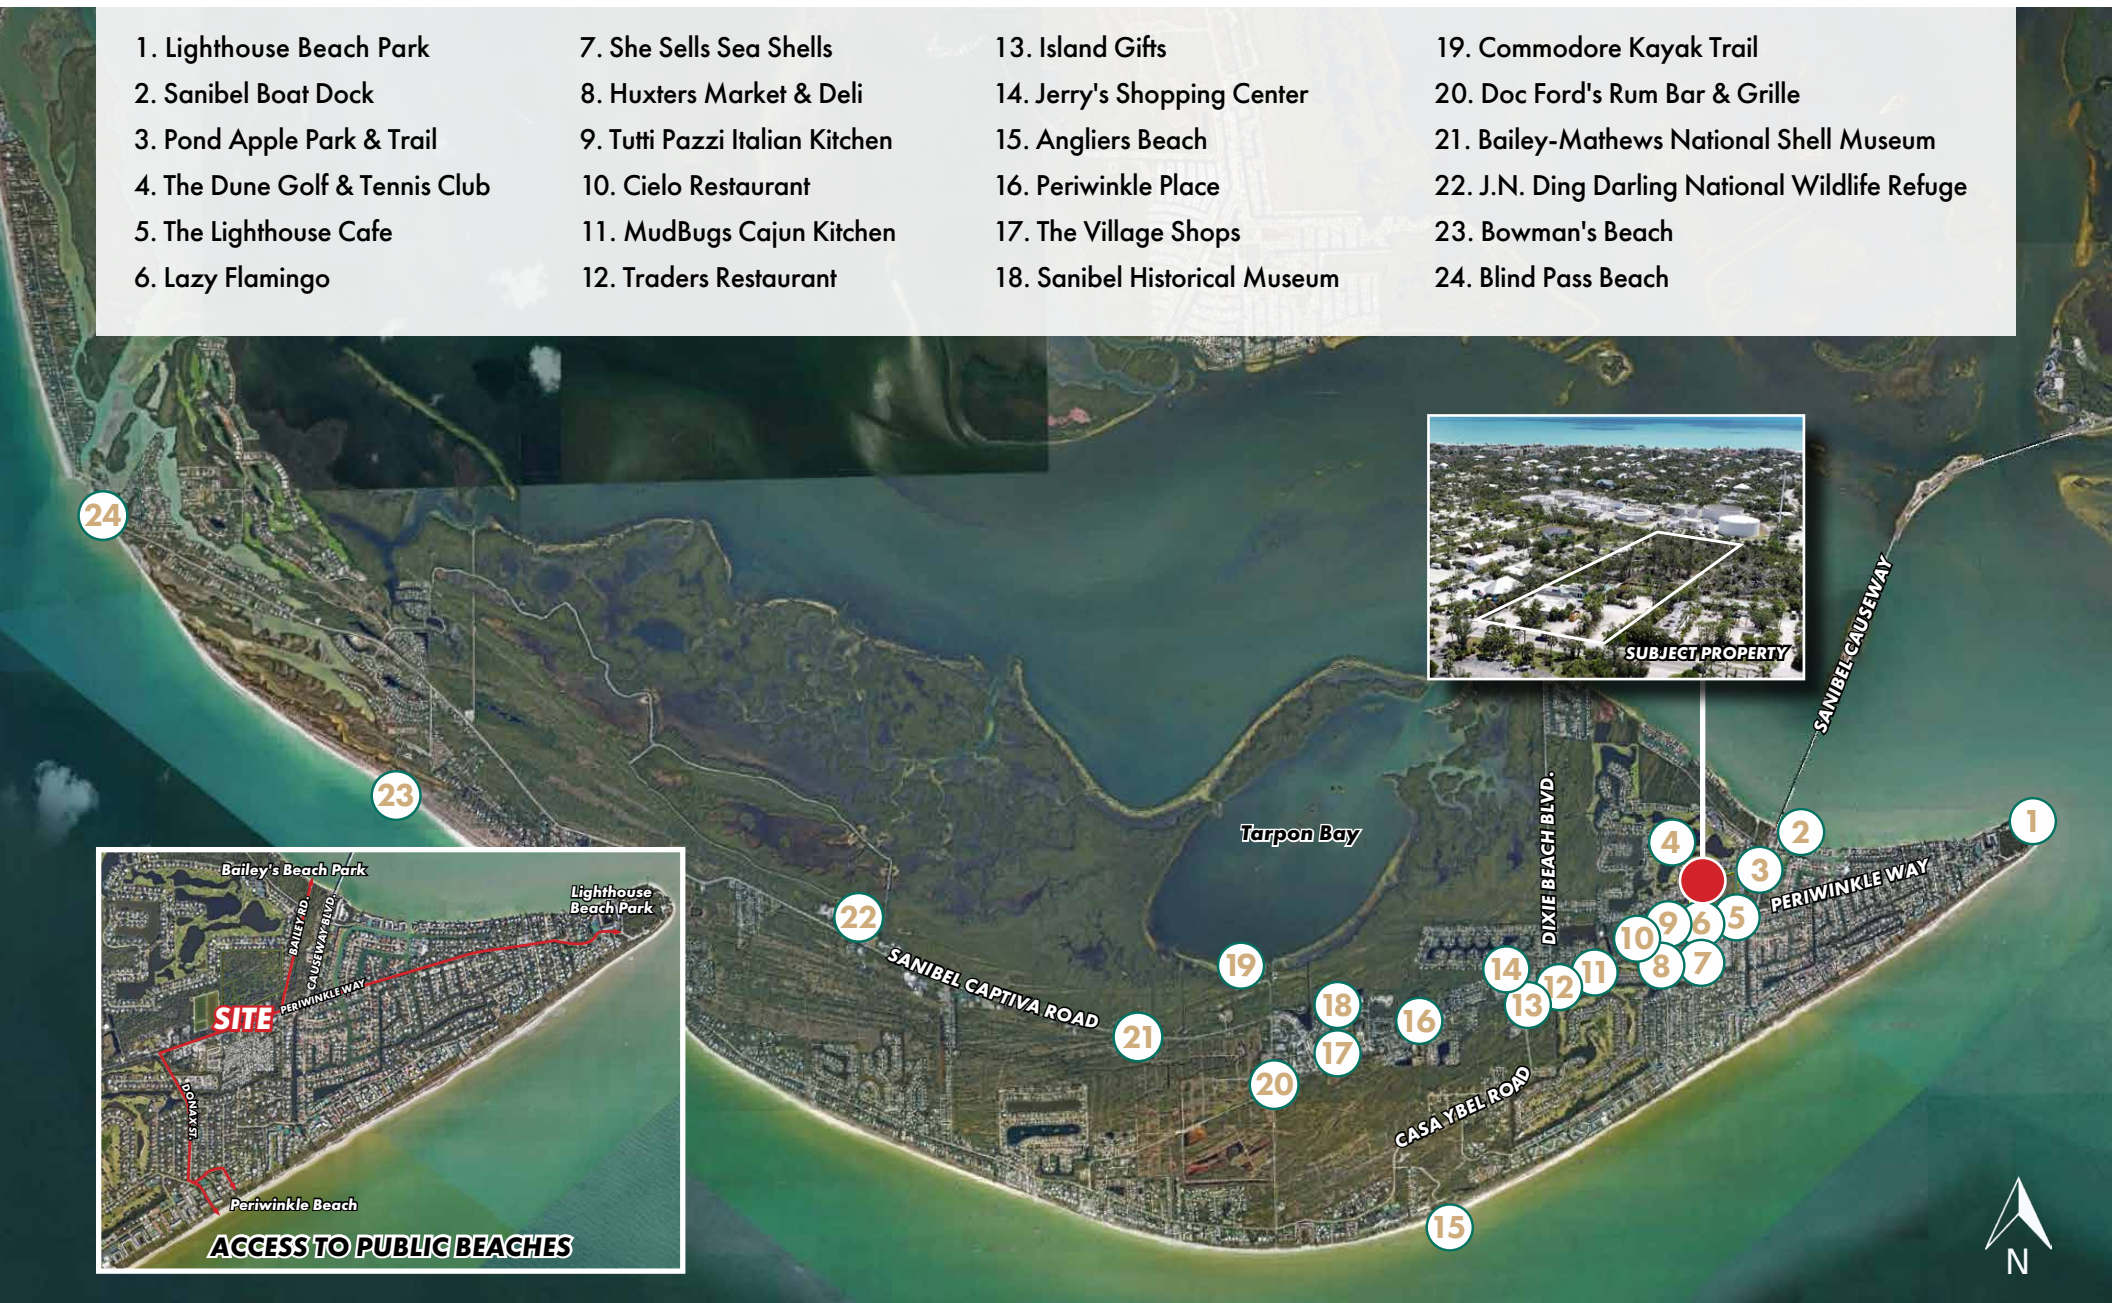 1. Lighthouse Beach Park
2. Sanibel Boat Dock
3. Pond Apple Park & Trail
4. The Dune Golf & Tennis Club
5. The Lighthouse Cafe
6. Lazy Flamingo
7. She Sells Sea Shells
8. Huxters Market & Deli
9. Tutti Pazzi Italian Kitchen
10. Cielo Restaurant
11. MudBugs Cajun Kitchen
12. Traders Restaurant
13. Island Gifts
14. Jerry's Shopping Center
15. Angliers Beach
16. Periwinkle Place
17. The Village Shops
18. Sanibel Historical Museum
19. Commodore Kayak Trail
20. Doc Ford's Rum Bar & Grille
21. Bailey-Mathews National Shell Museum
22. J.N. Ding Darling National Wildlife Refuge
23. Bowman's Beach
24. Blind Pass Beach
SUBJECT PROPERTY
SANIBEL CAUSEWAY
24
23
22
21
20
19
18
17
16
15
14
13
12
11
10
9
8
7
6
5
4
3
2
1
Tarpon Bay
DIXIE BEACH BLVD.
PERIWINKLE WAY
SANIBEL CAPTIVA ROAD
CASA YBEL ROAD
Bailey's Beach Park
Lighthouse
Beach Park
BAILEY RD.
CAUSEWAY BLVD.
PERIWINKLE WAY
SITE
DONAX ST.
Periwinkle Beach
ACCESS TO PUBLIC BEACHES
N